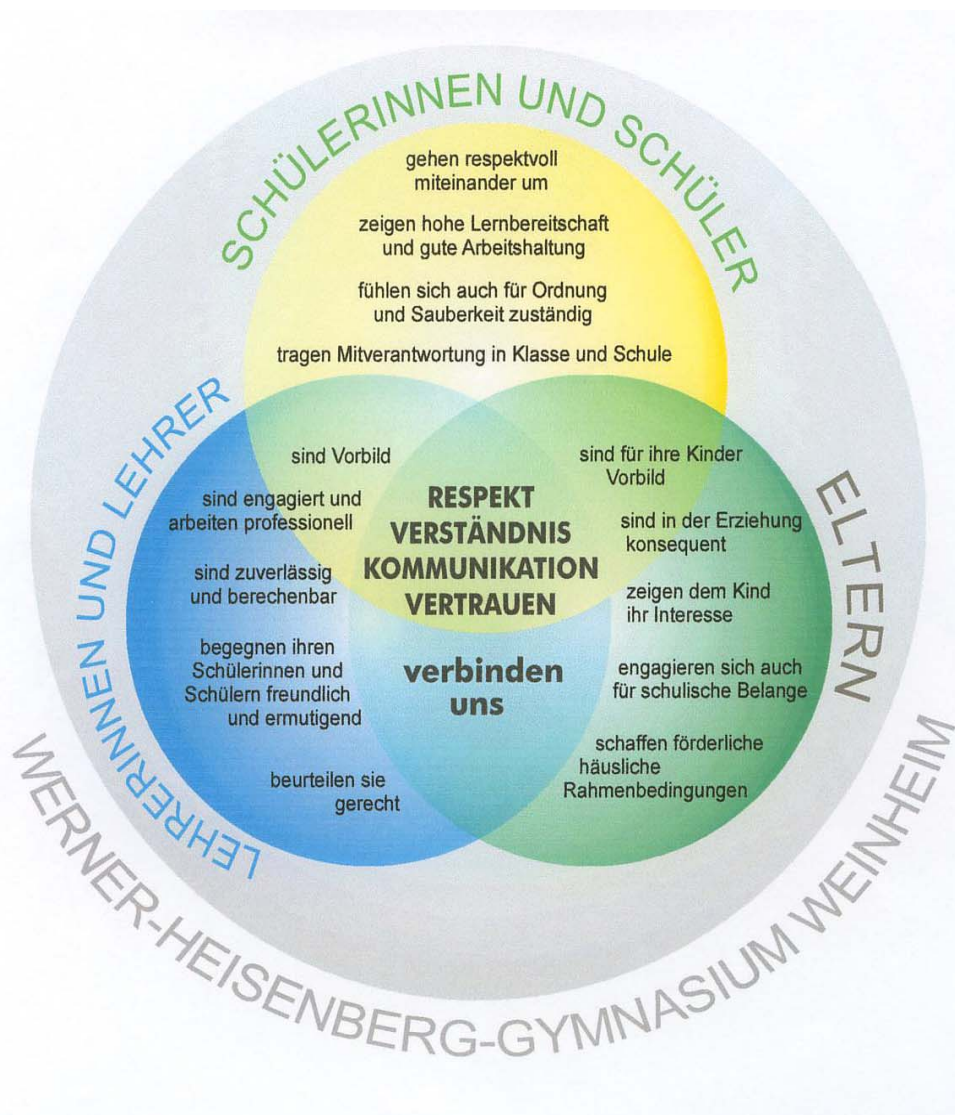 SCHÜLERINNEN UND SCHÜLER
gehen respektvoll
miteinander um
zeigen hohe Lernbereitschaft
und gute Arbeitshaltung
fühlen sich auch für Ordnung
und Sauberkeit zuständig
tragen Mitverantwortung in Klasse und Schule
LEHRERINNEN UND LEHRER
sind Vorbild
sind engagiert und
arbeiten professionell
sind zuverlässig
und berechenbar
begegnen ihren
Schülerinnen und
Schülern freundlich
und ermutigend
beurteilen sie
gerecht
RESPEKT
VERSTÄNDNIS
KOMMUNIKATION
VERTRAUEN
verbinden
uns
ELTERN
sind für ihre Kinder
Vorbild
sind in der Erziehung
konsequent
zeigen dem Kind
ihr Interesse
engagieren sich auch
für schulische Belange
schaffen förderliche
häusliche
Rahmenbedingungen
WERNER-HEISENBERG-GYMNASIUM WEINHEIM